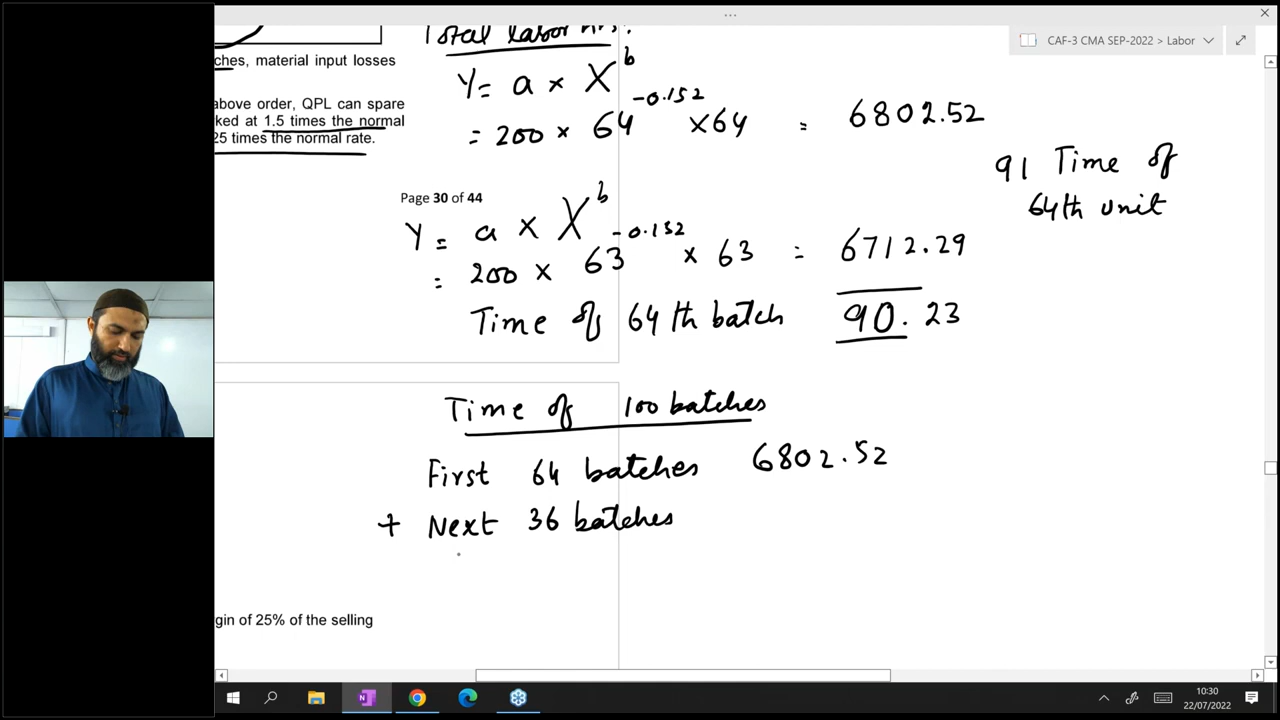 Total labor hrs.
CAF-3 CMA SEP-2022 > Labor
ches, material input losses
above order, QPL can spare
ked at 1.5 times the normal
25 times the normal rate.
Y = a × X^b
= 200 × 64^-0.152 ×64 = 6802.52
91 Time of
64th unit
Page 30 of 44
Y = a × X^b
= 200 × 63^-0.152 × 63 = 6712.29
Time of 64th batch 90.23
Time of 100 batches
First 64 batches 6802.52
+ Next 36 batches
gin of 25% of the selling
10:30
22/07/2022